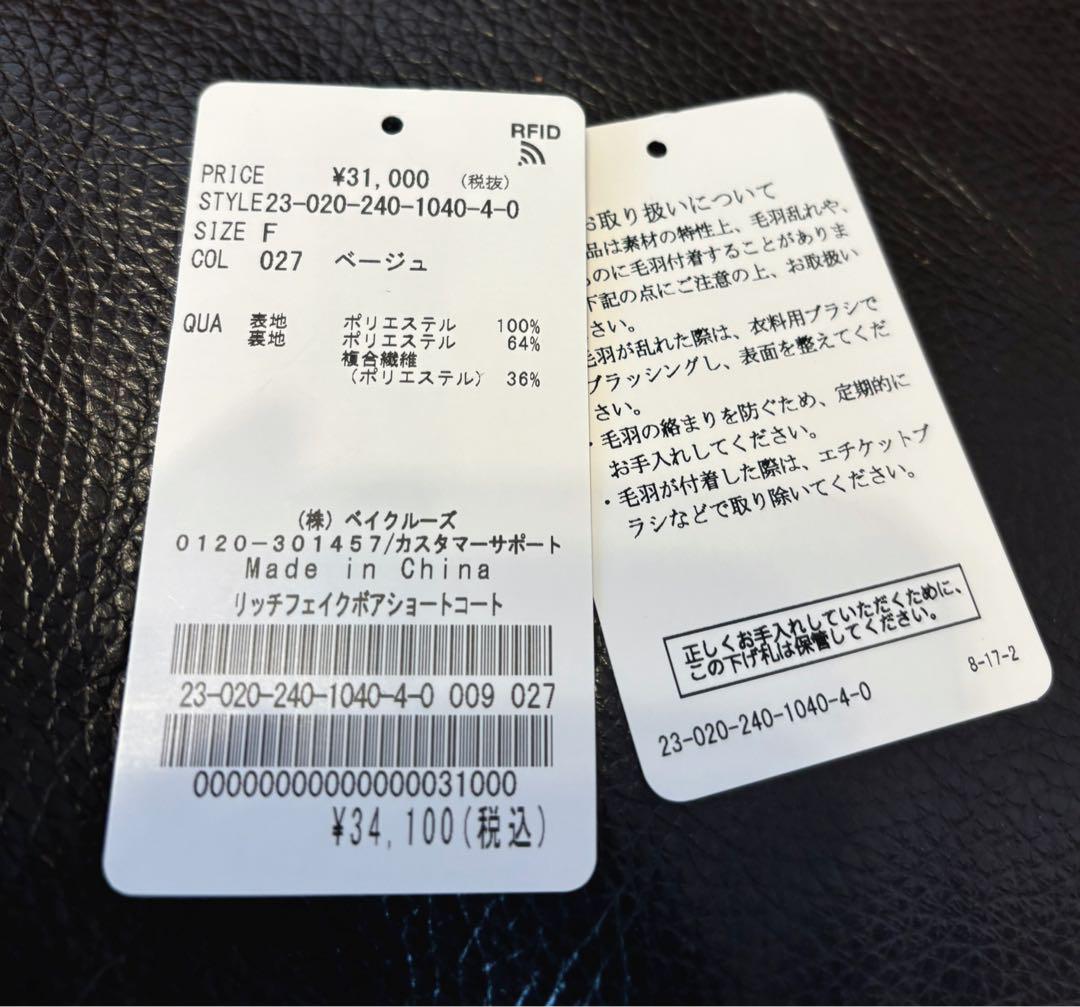 RFID
PRICE ¥31,000 (税抜)
STYLE23-020-240-1040-4-0
SIZE F
COL 027 ベージュ
QUA 表地 ポリエステル 100%
裏地 ポリエステル 64%
複合繊維
(ポリエステル) 36%
(株) ベイクルーズ
0120-301457/カスタマーサポート
Made in China
リッチフェイクボアショートコート
23-020-240-1040-4-0 009 027
00000000000000031000
¥34,100(税込)
お取り扱いについて
品は素材の特性上、毛羽乱れや、
ものに毛羽付着することがありま
下記の点にご注意の上、お取扱い
さい。
毛羽が乱れた際は、衣料用ブラシで
ブラッシングし、表面を整えてくだ
さい。
・毛羽の絡まりを防ぐため、定期的に
お手入れしてください。
・毛羽が付着した際は、エチケットブ
ラシなどで取り除いてください。
正しくお手入れしていただくために、
この下げ札は保管してください。
8-17-2
23-020-240-1040-4-0